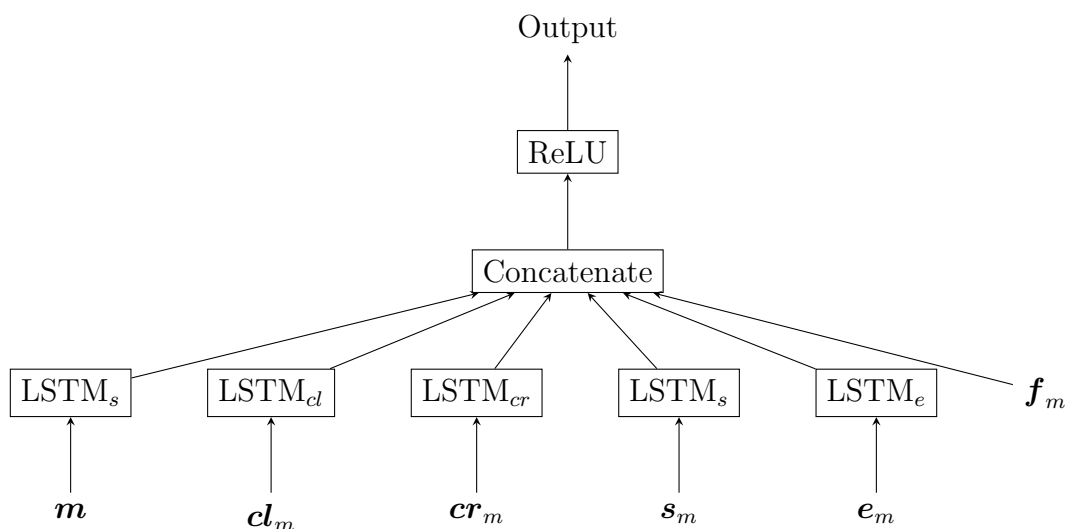 Output
ReLU
Concatenate
LSTM_s LSTM_cl LSTM_cr LSTM_s LSTM_e f_m
m cl_m cr_m s_m e_m